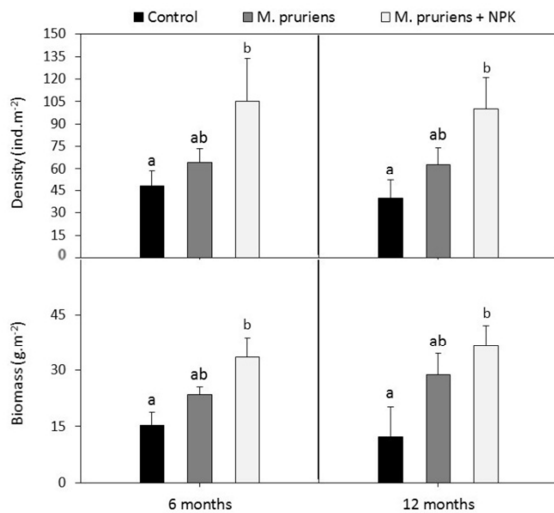 Control M. pruriens M. pruriens + NPK
150
135
120
105
90
75
60
45
30
15
0
Density (ind.m-2)
a ab b
a ab b
45
30
15
0
Biomass (g.m-2)
a ab b
a ab b
6 months 12 months